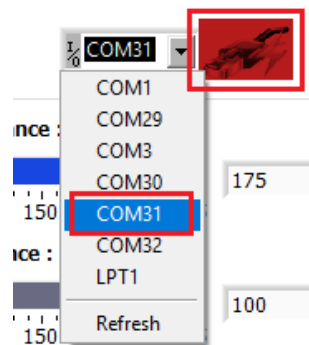 I/O COM31
COM1
COM29
nce :
COM3
COM30 175
150 COM31
COM32
nce :
LPT1
100
Refresh
150